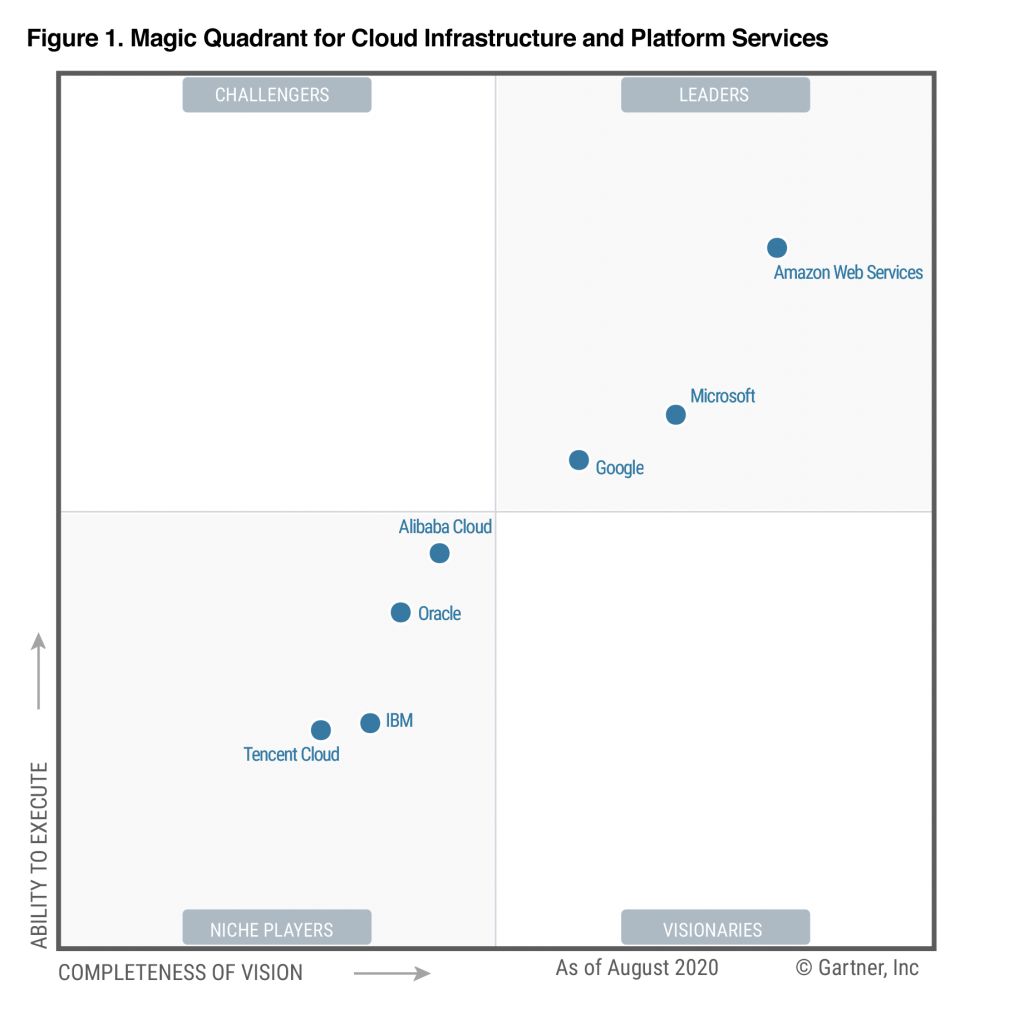 Figure 1. Magic Quadrant for Cloud Infrastructure and Platform Services
CHALLENGERS
LEADERS
Amazon Web Services
Microsoft
Google
Alibaba Cloud
Oracle
IBM
Tencent Cloud
NICHE PLAYERS
VISIONARIES
ABILITY TO EXECUTE
COMPLETENESS OF VISION
As of August 2020
© Gartner, Inc